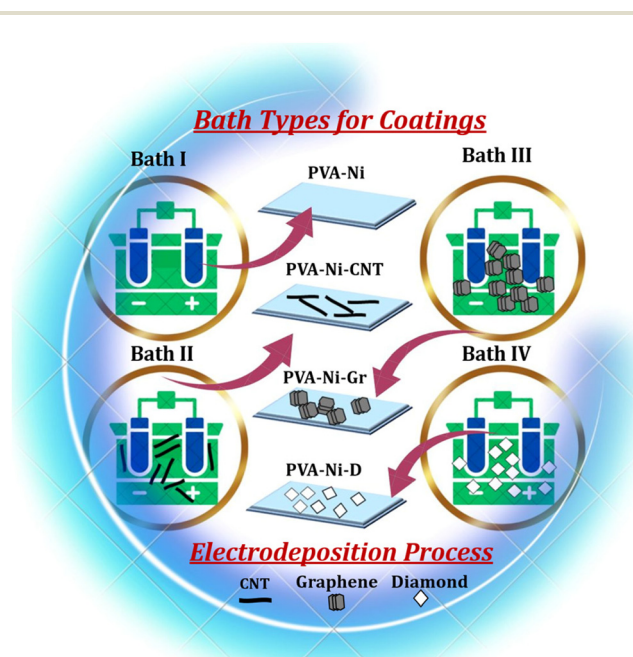 Bath Types for Coatings
Bath I
Bath III
PVA-Ni
PVA-Ni-CNT
− +
− +
Bath II
Bath IV
PVA-Ni-Gr
PVA-Ni-D
− +
− +
Electrodeposition Process
CNT Graphene Diamond